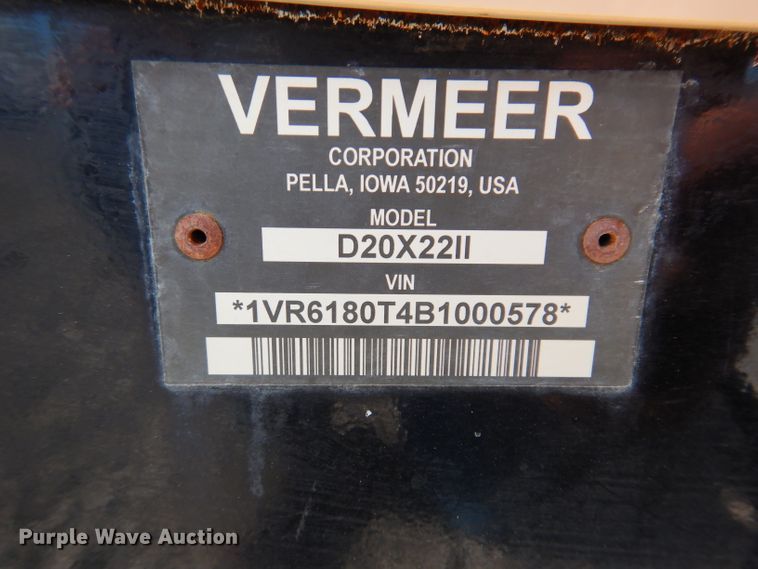 VERMEER
CORPORATION
PELLA, IOWA 50219, USA
MODEL
D20X22II
VIN
*1VR6180T4B1000578*
Purple Wave Auction®